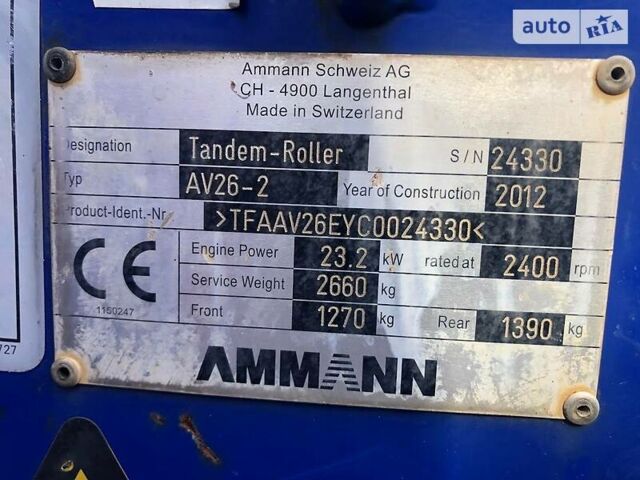 auto RIA
Ammann Schweiz AG
CH - 4900 Langenthal
Made in Switzerland
esignation Tandem-Roller S/N 24330
Typ AV26-2 Year of Construction 2012
Product-Ident.-Nr >TFAAV26EYC0024330<
Engine Power 23.2 kW rated at 2400 rpm
CE Service Weight 2660 kg
1150247 Front 1270 kg Rear 1390 kg
AMMANN
727